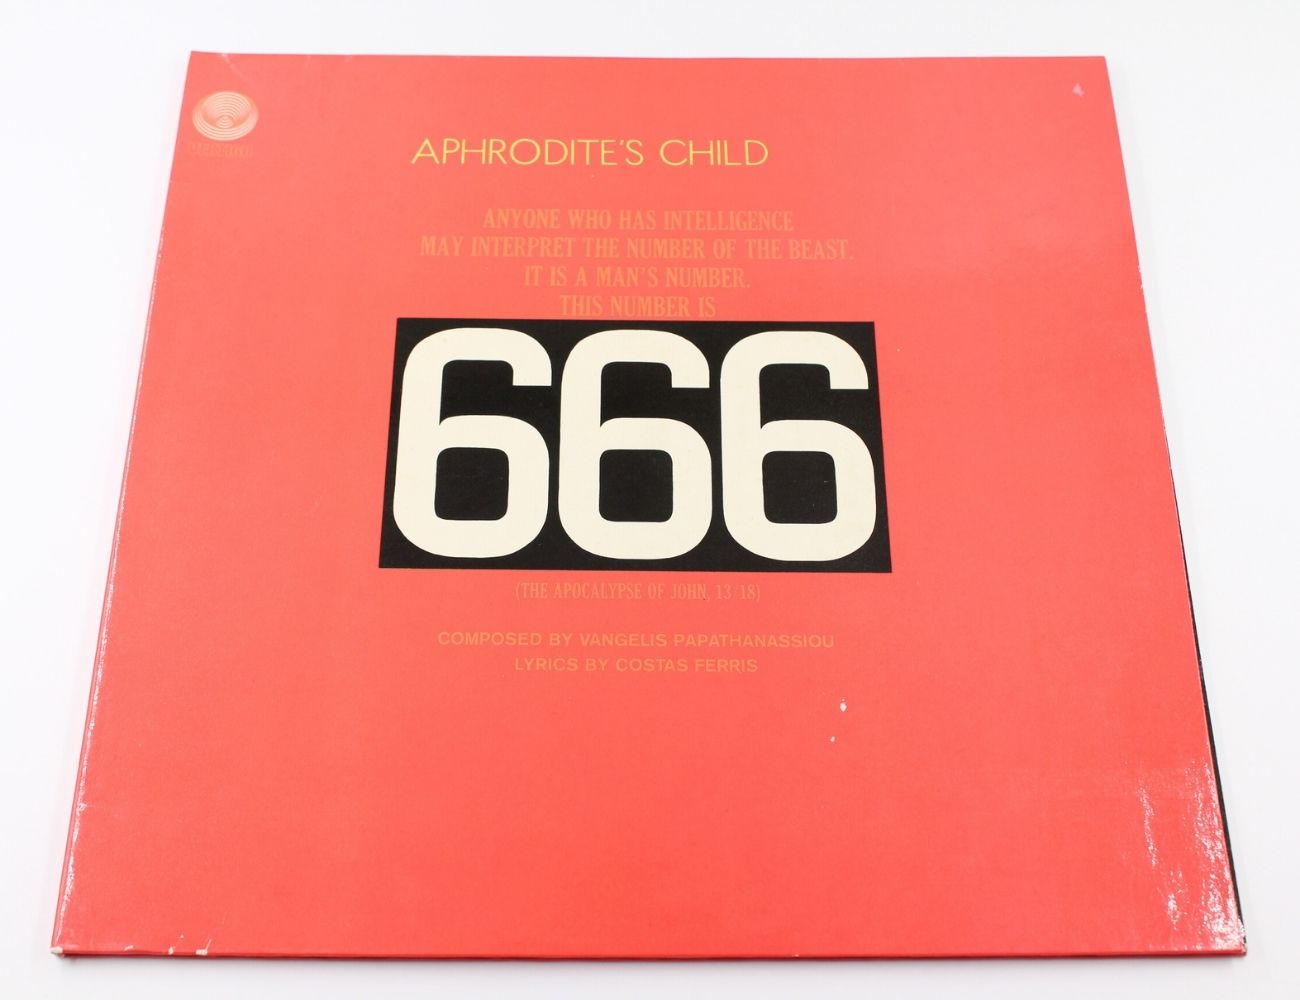 VERTIGO
APHRODITE'S CHILD
ANYONE WHO HAS INTELLIGENCE
MAY INTERPRET THE NUMBER OF THE BEAST.
IT IS A MAN'S NUMBER.
THIS NUMBER IS
666
(THE APOCALYPSE OF JOHN, 13/18)
COMPOSED BY VANGELIS PAPATHANASSIOU
LYRICS BY COSTAS FERRIS